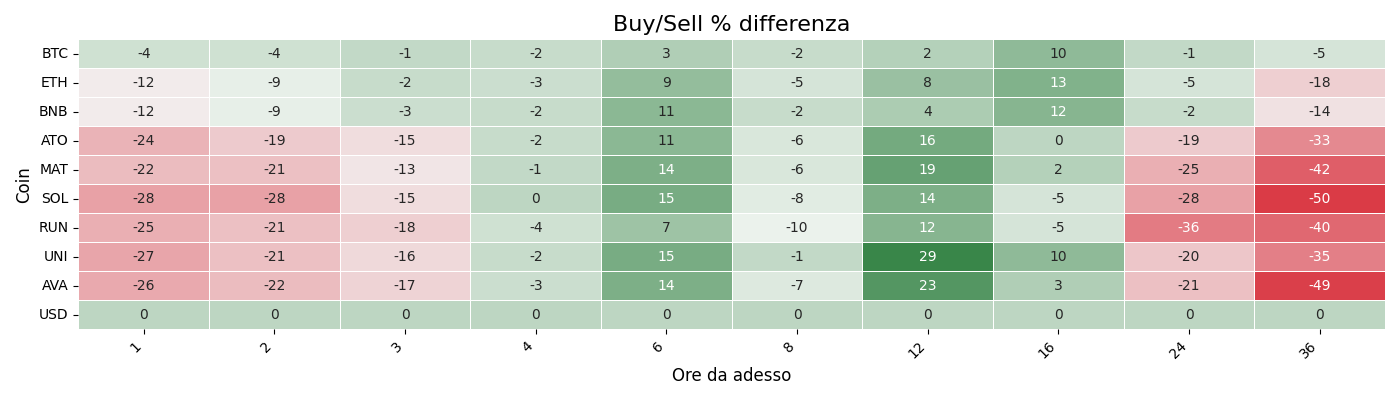 Buy/Sell % differenza
Coin
BTC -4 -4 -1 -2 3 -2 2 10 -1 -5
ETH -12 -9 -2 -3 9 -5 8 13 -5 -18
BNB -12 -9 -3 -2 11 -2 4 12 -2 -14
ATO -24 -19 -15 -2 11 -6 16 0 -19 -33
MAT -22 -21 -13 -1 14 -6 19 2 -25 -42
SOL -28 -28 -15 0 15 -8 14 -5 -28 -50
RUN -25 -21 -18 -4 7 -10 12 -5 -36 -40
UNI -27 -21 -16 -2 15 -1 29 10 -20 -35
AVA -26 -22 -17 -3 14 -7 23 3 -21 -49
USD 0 0 0 0 0 0 0 0 0 0
1 2 3 4 6 8 12 16 24 36
Ore da adesso